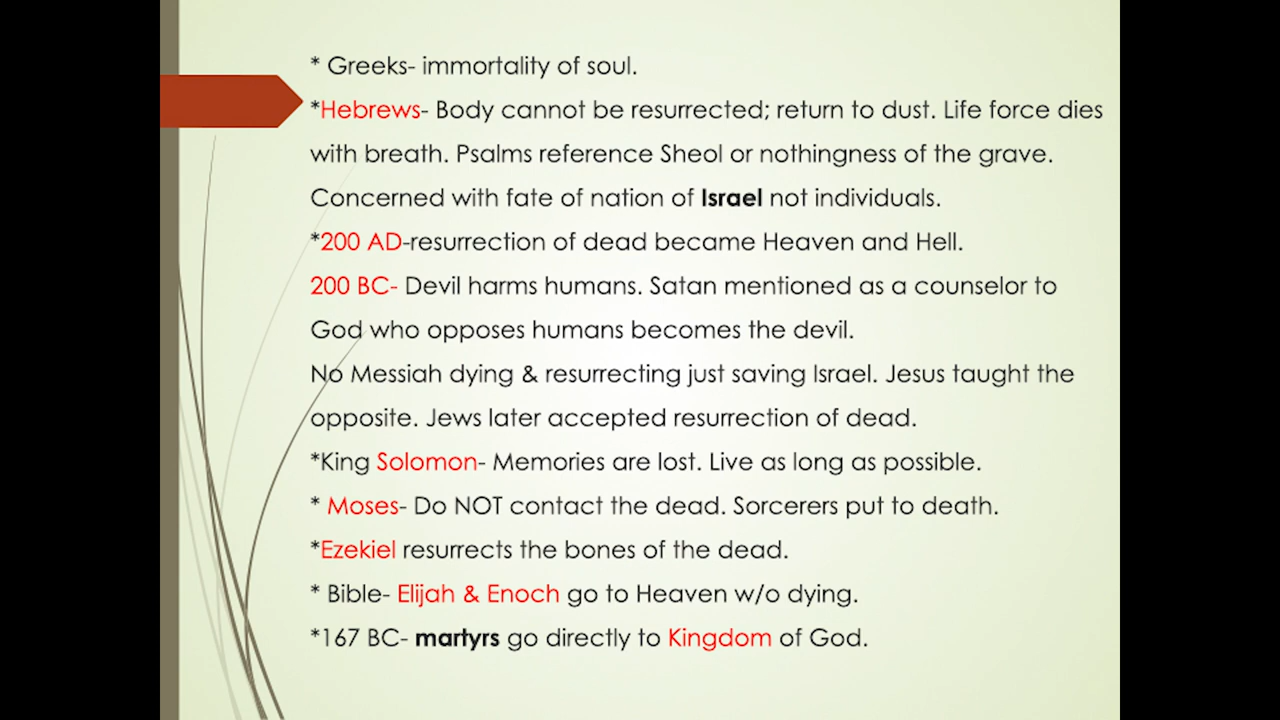 * Greeks- immortality of soul.
*Hebrews- Body cannot be resurrected; return to dust. Life force dies
with breath. Psalms reference Sheol or nothingness of the grave.
Concerned with fate of nation of Israel not individuals.
*200 AD-resurrection of dead became Heaven and Hell.
200 BC- Devil harms humans. Satan mentioned as a counselor to
God who opposes humans becomes the devil.
No Messiah dying & resurrecting just saving Israel. Jesus taught the
opposite. Jews later accepted resurrection of dead.
*King Solomon- Memories are lost. Live as long as possible.
* Moses- Do NOT contact the dead. Sorcerers put to death.
*Ezekiel resurrects the bones of the dead.
* Bible- Elijah & Enoch go to Heaven w/o dying.
*167 BC- martyrs go directly to Kingdom of God.